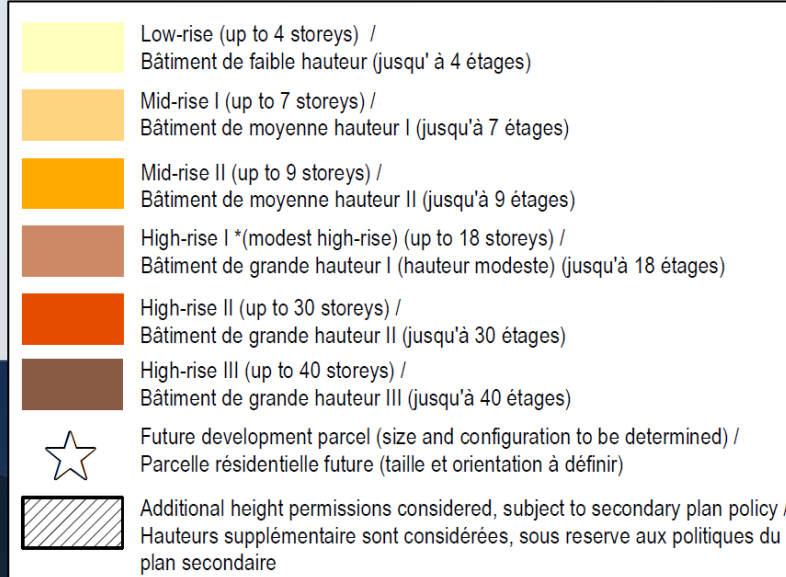 Low-rise (up to 4 storeys) /
Bâtiment de faible hauteur (jusqu' à 4 étages)
Mid-rise I (up to 7 storeys) /
Bâtiment de moyenne hauteur I (jusqu'à 7 étages)
Mid-rise II (up to 9 storeys) /
Bâtiment de moyenne hauteur II (jusqu'à 9 étages)
High-rise I *(modest high-rise) (up to 18 storeys) /
Bâtiment de grande hauteur I (hauteur modeste) (jusqu'à 18 étages)
High-rise II (up to 30 storeys) /
Bâtiment de grande hauteur II (jusqu'à 30 étages)
High-rise III (up to 40 storeys) /
Bâtiment de grande hauteur III (jusqu'à 40 étages)
Future development parcel (size and configuration to be determined) /
Parcelle résidentielle future (taille et orientation à définir)
Additional height permissions considered, subject to secondary plan policy /
Hauteurs supplémentaire sont considérées, sous reserve aux politiques du
plan secondaire